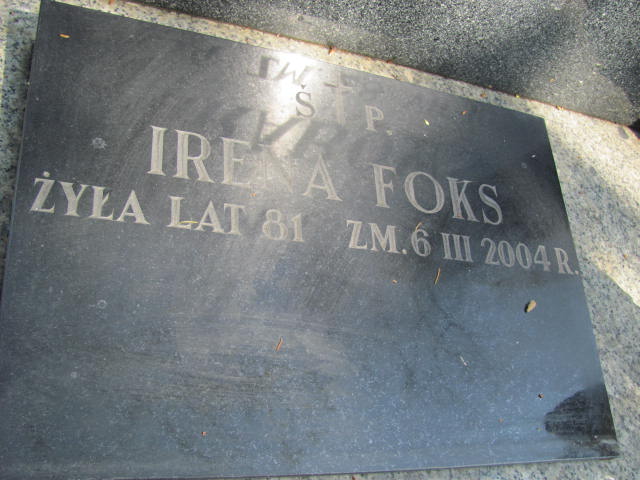 Ś P.
IRENA FOKS
ŻYŁA LAT 81 ZM. 6 III 2004 R.